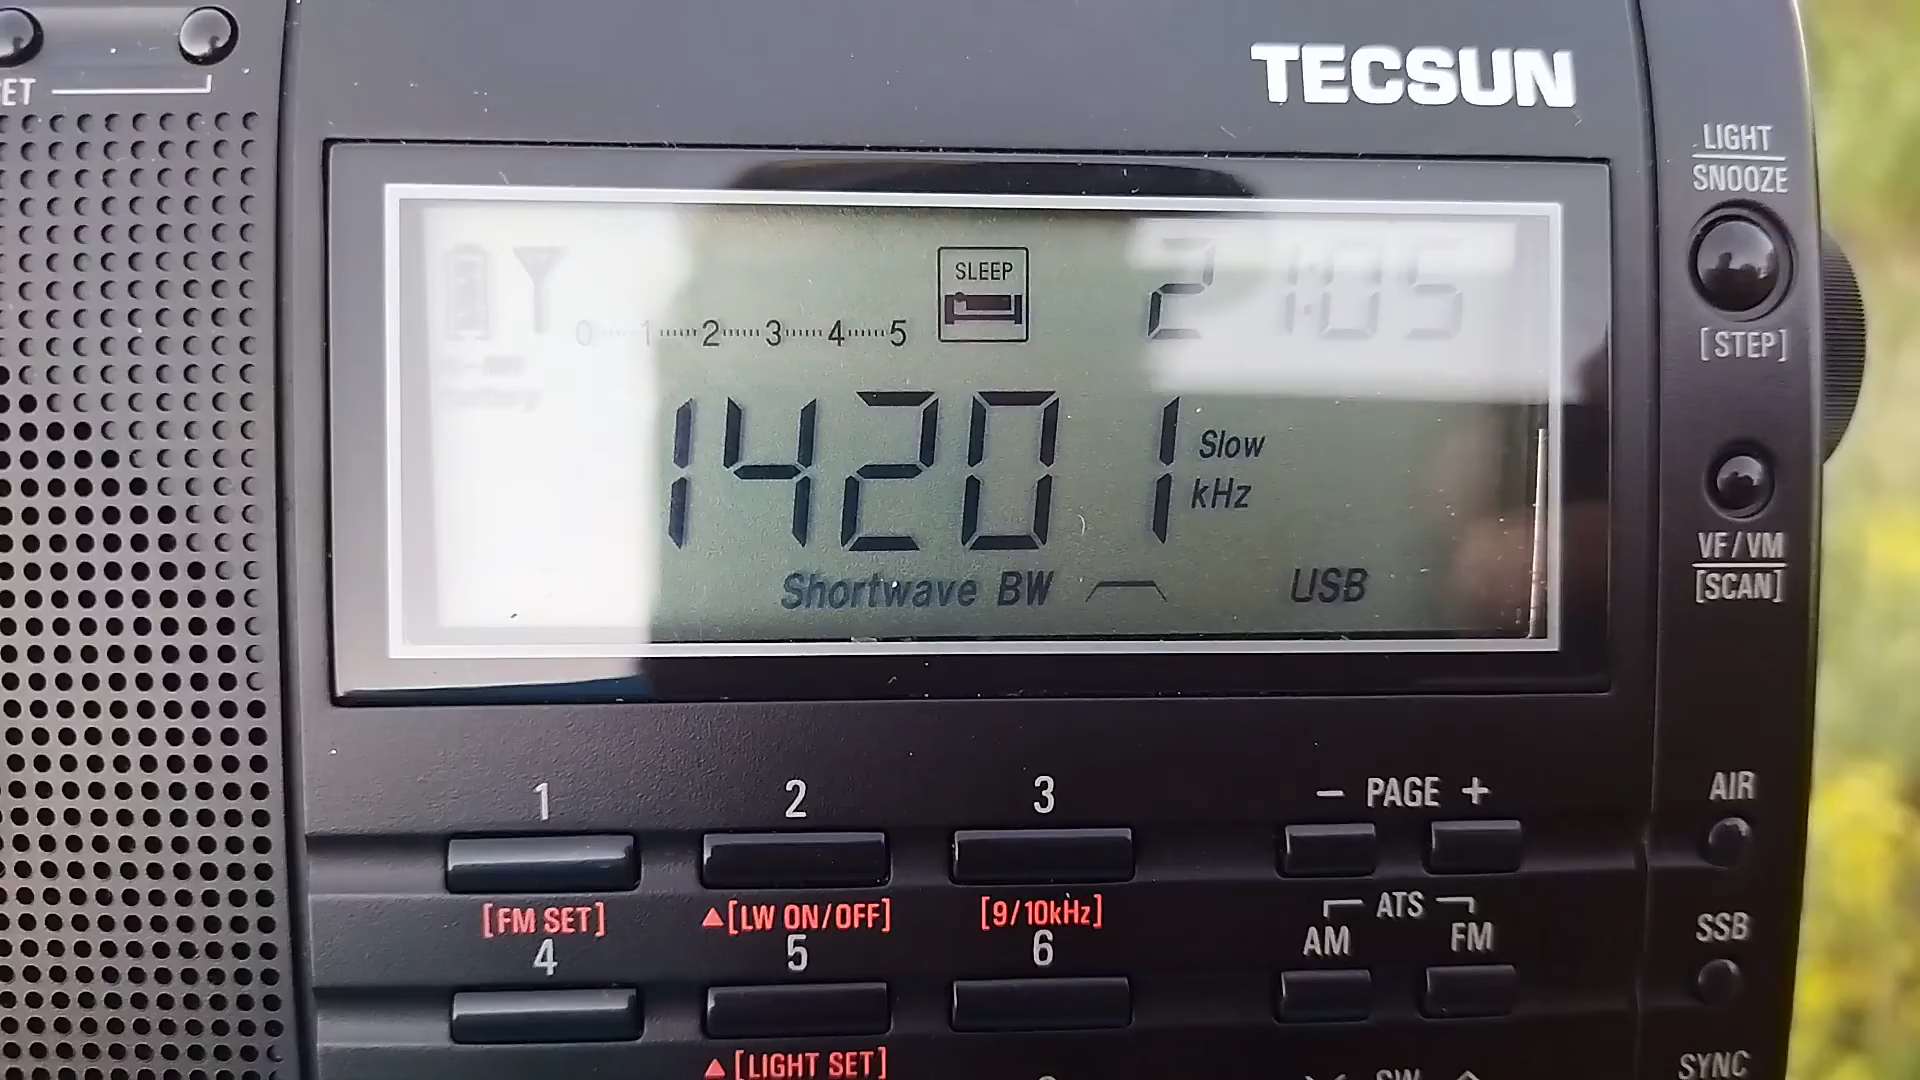 ET
TECSUN
LIGHT
SNOOZE
[STEP]
SLEEP
21:05
0 1 2 3 4 5
14201
Slow
kHz
Shortwave BW
USB
VF/VM
[SCAN]
1 2 3
- PAGE +
AIR
[FM SET] ▲[LW ON/OFF] [9/10kHz]
ATS
AM FM
SSB
4 5 6
▲[LIGHT SET]
SW
SYNC